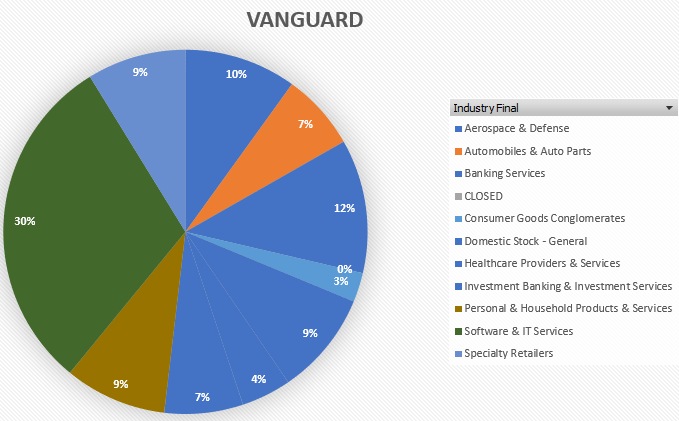 VANGUARD
9%
10%
7%
12%
0%
3%
9%
4%
7%
9%
30%
Industry Final
Aerospace & Defense
Automobiles & Auto Parts
Banking Services
CLOSED
Consumer Goods Conglomerates
Domestic Stock - General
Healthcare Providers & Services
Investment Banking & Investment Services
Personal & Household Products & Services
Software & IT Services
Specialty Retailers